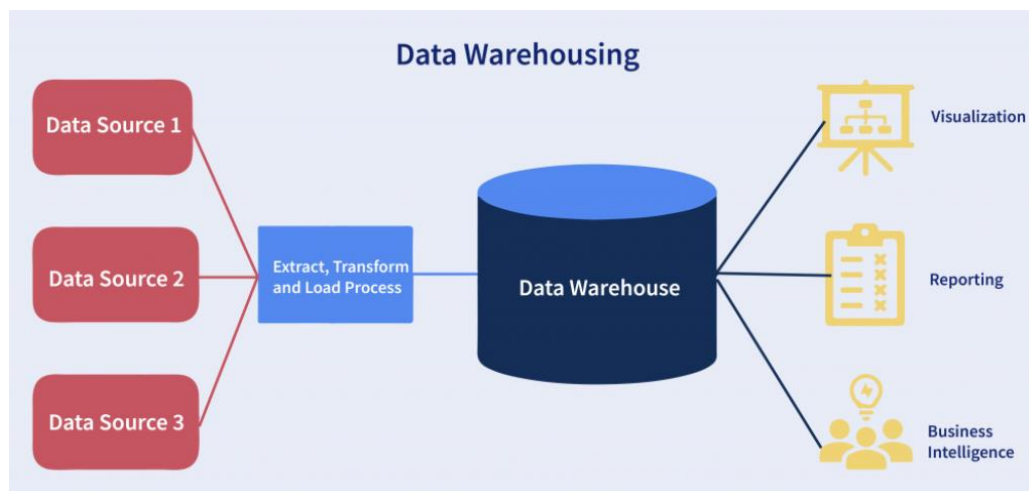 Data Warehousing
Data Source 1
Data Source 2
Data Source 3
Extract, Transform
and Load Process
Data Warehouse
Visualization
Reporting
Business
Intelligence